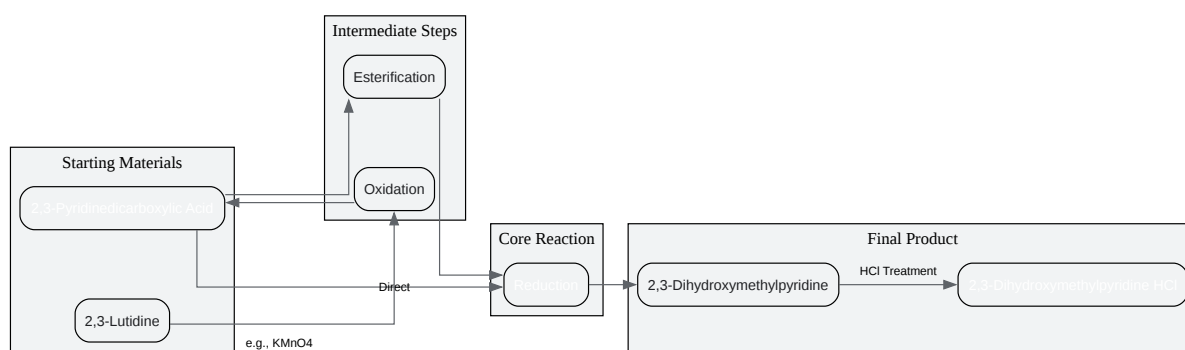 Intermediate Steps
Esterification
Oxidation
Starting Materials
2,3-Pyridinedicarboxylic Acid
2,3-Lutidine
e.g., KMnO4
Direct
Core Reaction
Reduction
Final Product
2,3-Dihydroxymethylpyridine
HCl Treatment
2,3-Dihydroxymethylpyridine HCl